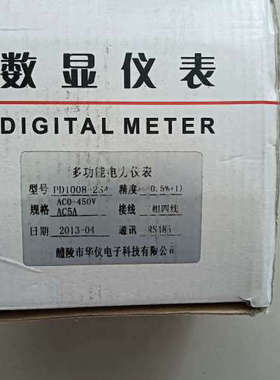 数显仪表
DIGITAL METER
多功能电力仪表
型号 PD1008-2S4 精度 (0.5%+1)
规格 AC0-450V AC5A 接线 相四线
日期 2013-04 通讯 RS485
醴陵市华仪电子科技有限公司